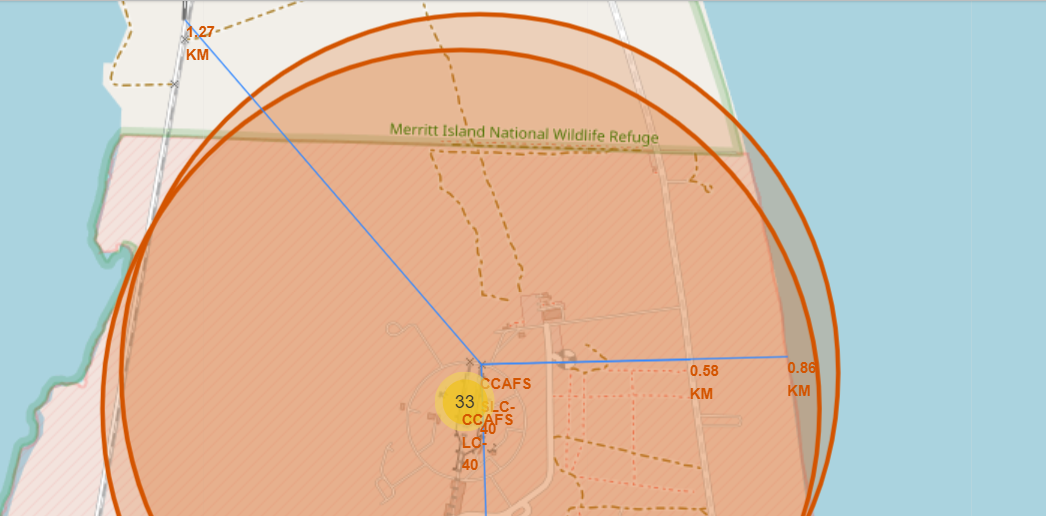 1.27
KM
Merritt Island National Wildlife Refuge
0.58
KM
0.86
KM
33
CCAFS
SLC-
40
CCAFS
LC-
40